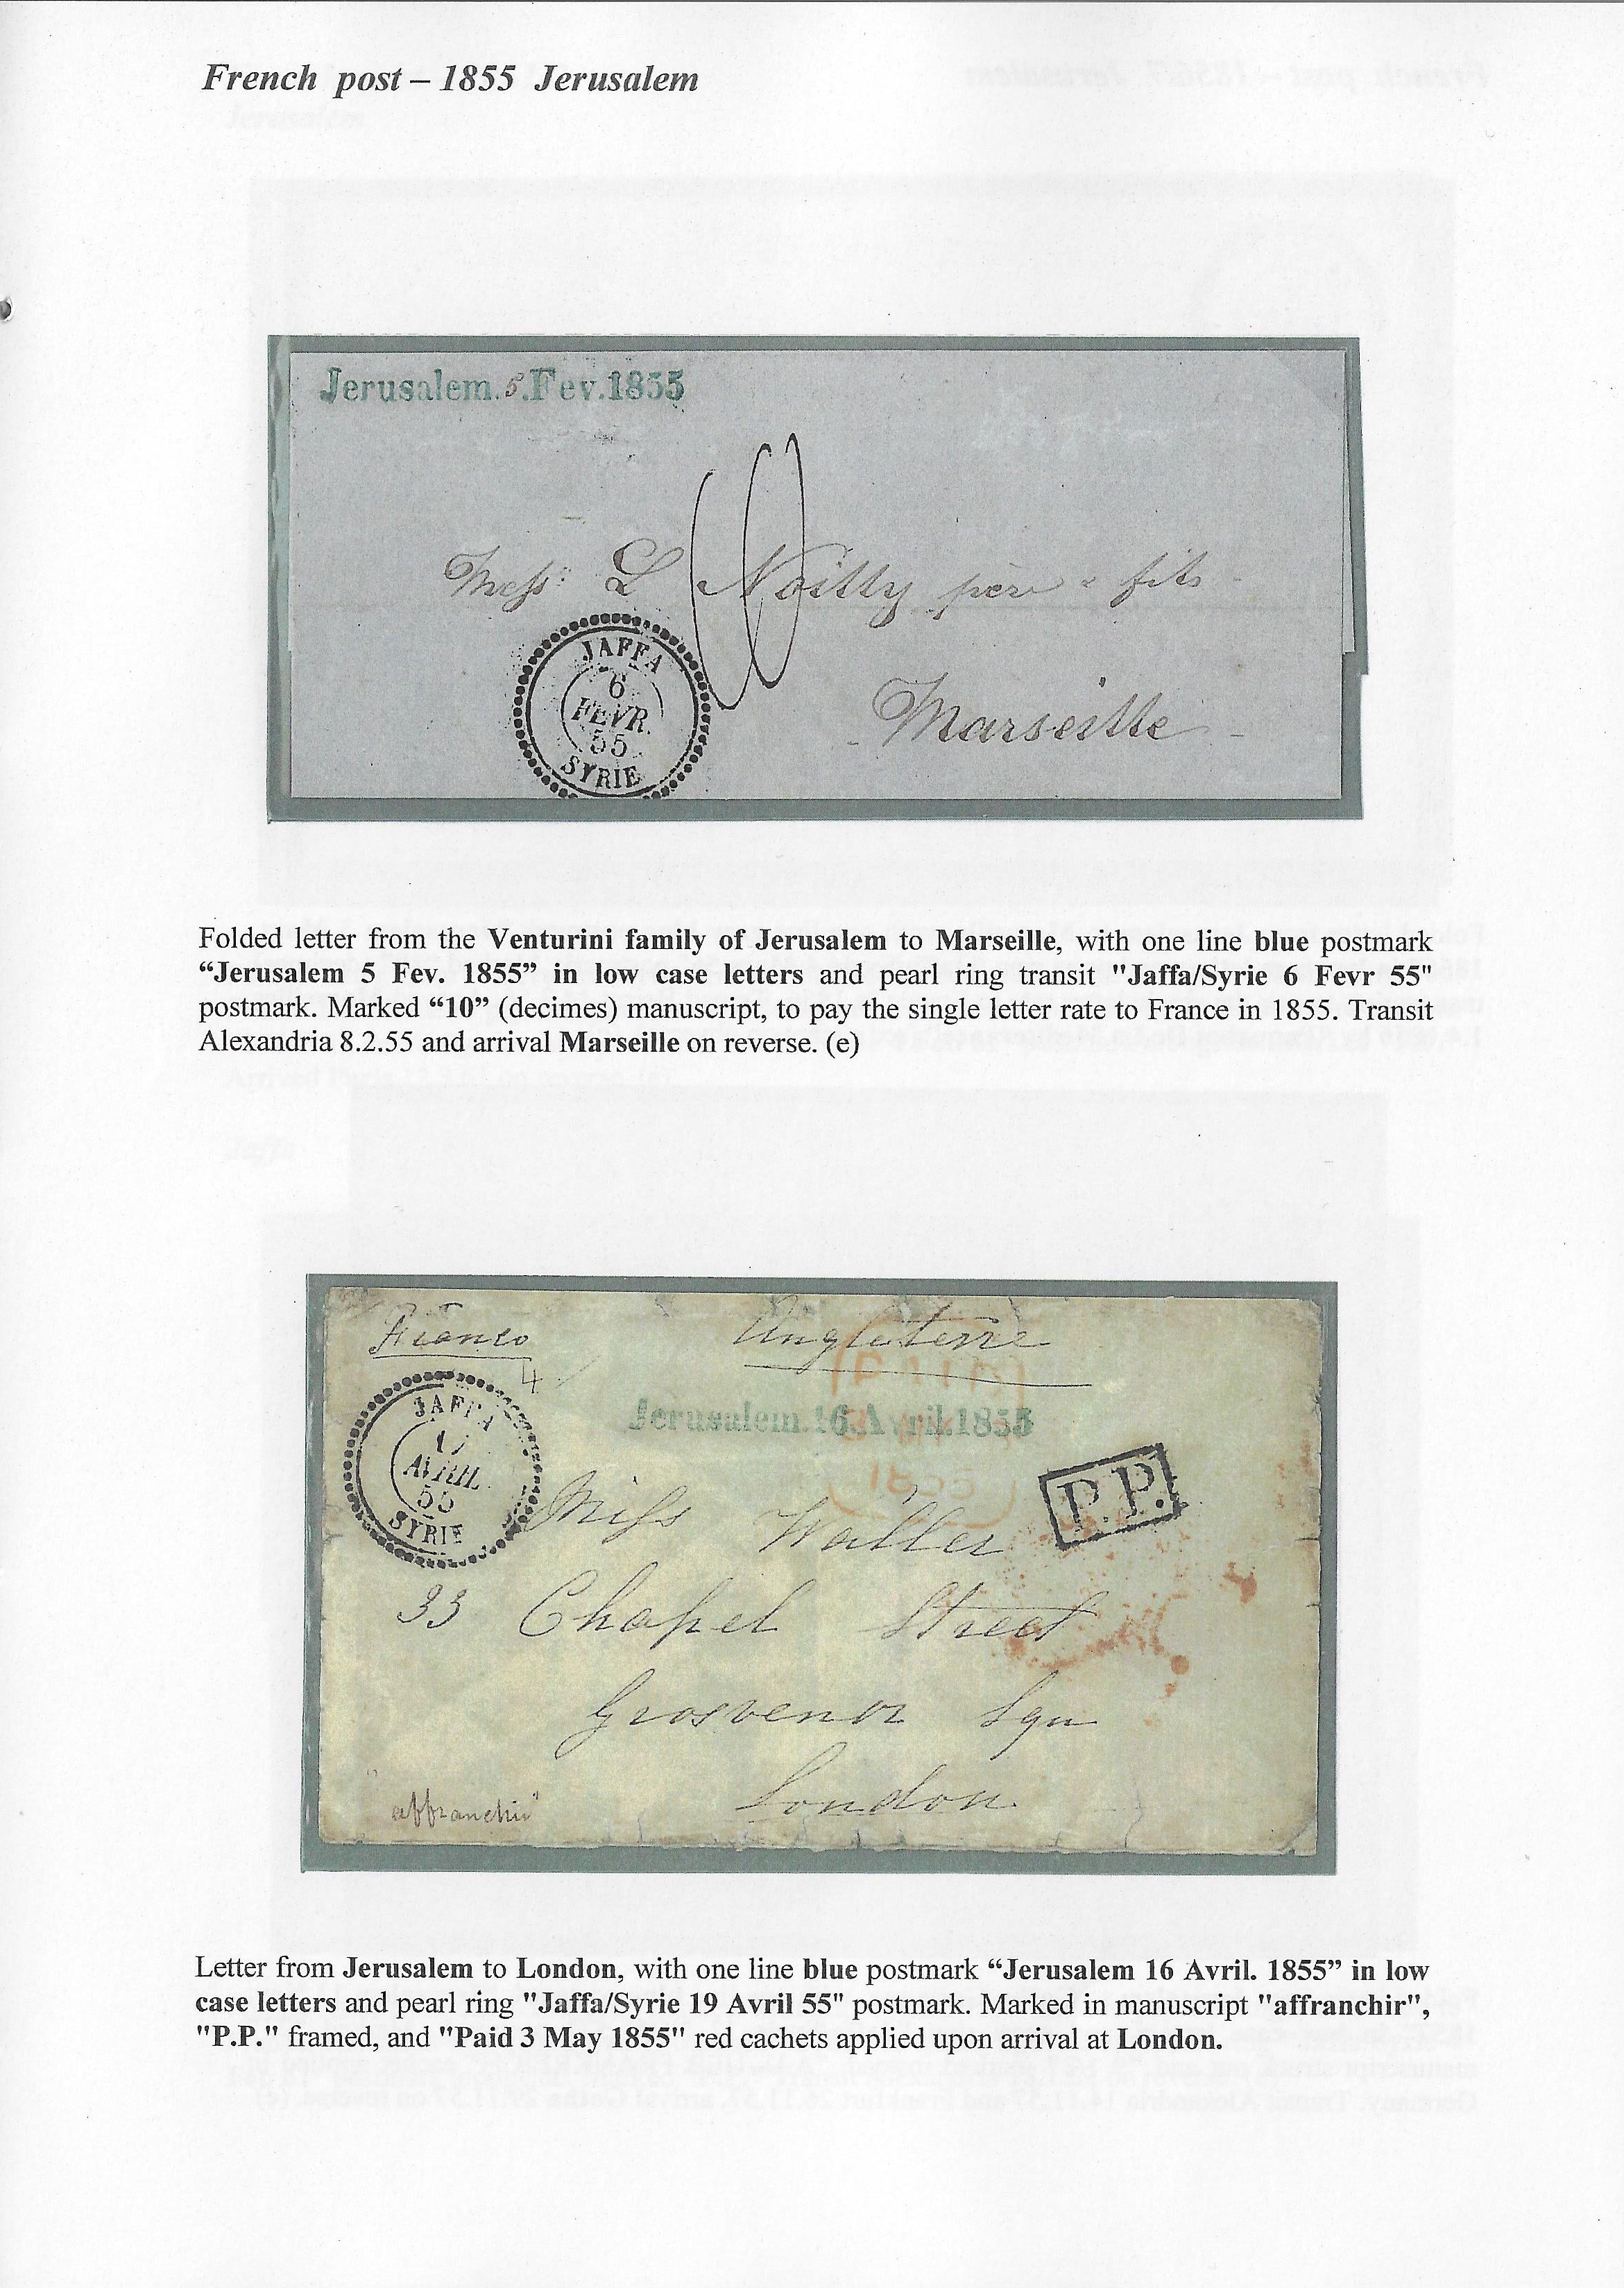 French post – 1855 Jerusalem
Jerusalem. 5.Fev.1855
10
Mess: L Noilly père & fils
JAFFA
6
FEVR.
55
SYRIE
Marseille
Folded letter from the Venturini family of Jerusalem to Marseille, with one line blue postmark
“Jerusalem 5 Fev. 1855” in low case letters and pearl ring transit "Jaffa/Syrie 6 Fevr 55"
postmark. Marked “10” (decimes) manuscript, to pay the single letter rate to France in 1855. Transit
Alexandria 8.2.55 and arrival Marseille on reverse. (e)
Franco
Angleterre
4
PAID
Jerusalem.16.Avril.1855
1855
JAFFA
AVRIL
55
SYRIE
P.P.
Miss Waller
33 Chapel Street
Grosvenor Squ
London
"affranchir"
Letter from Jerusalem to London, with one line blue postmark “Jerusalem 16 Avril. 1855” in low
case letters and pearl ring "Jaffa/Syrie 19 Avril 55" postmark. Marked in manuscript "affranchir",
"P.P." framed, and "Paid 3 May 1855" red cachets applied upon arrival at London.